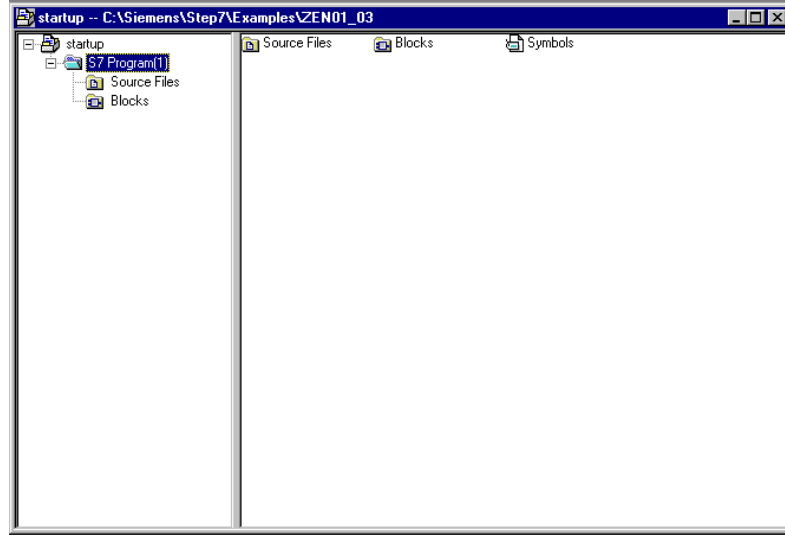 startup -- C:\Siemens\Step7\Examples\ZEN01_03
startup
S7 Program(1)
Source Files
Blocks
Source Files Blocks Symbols